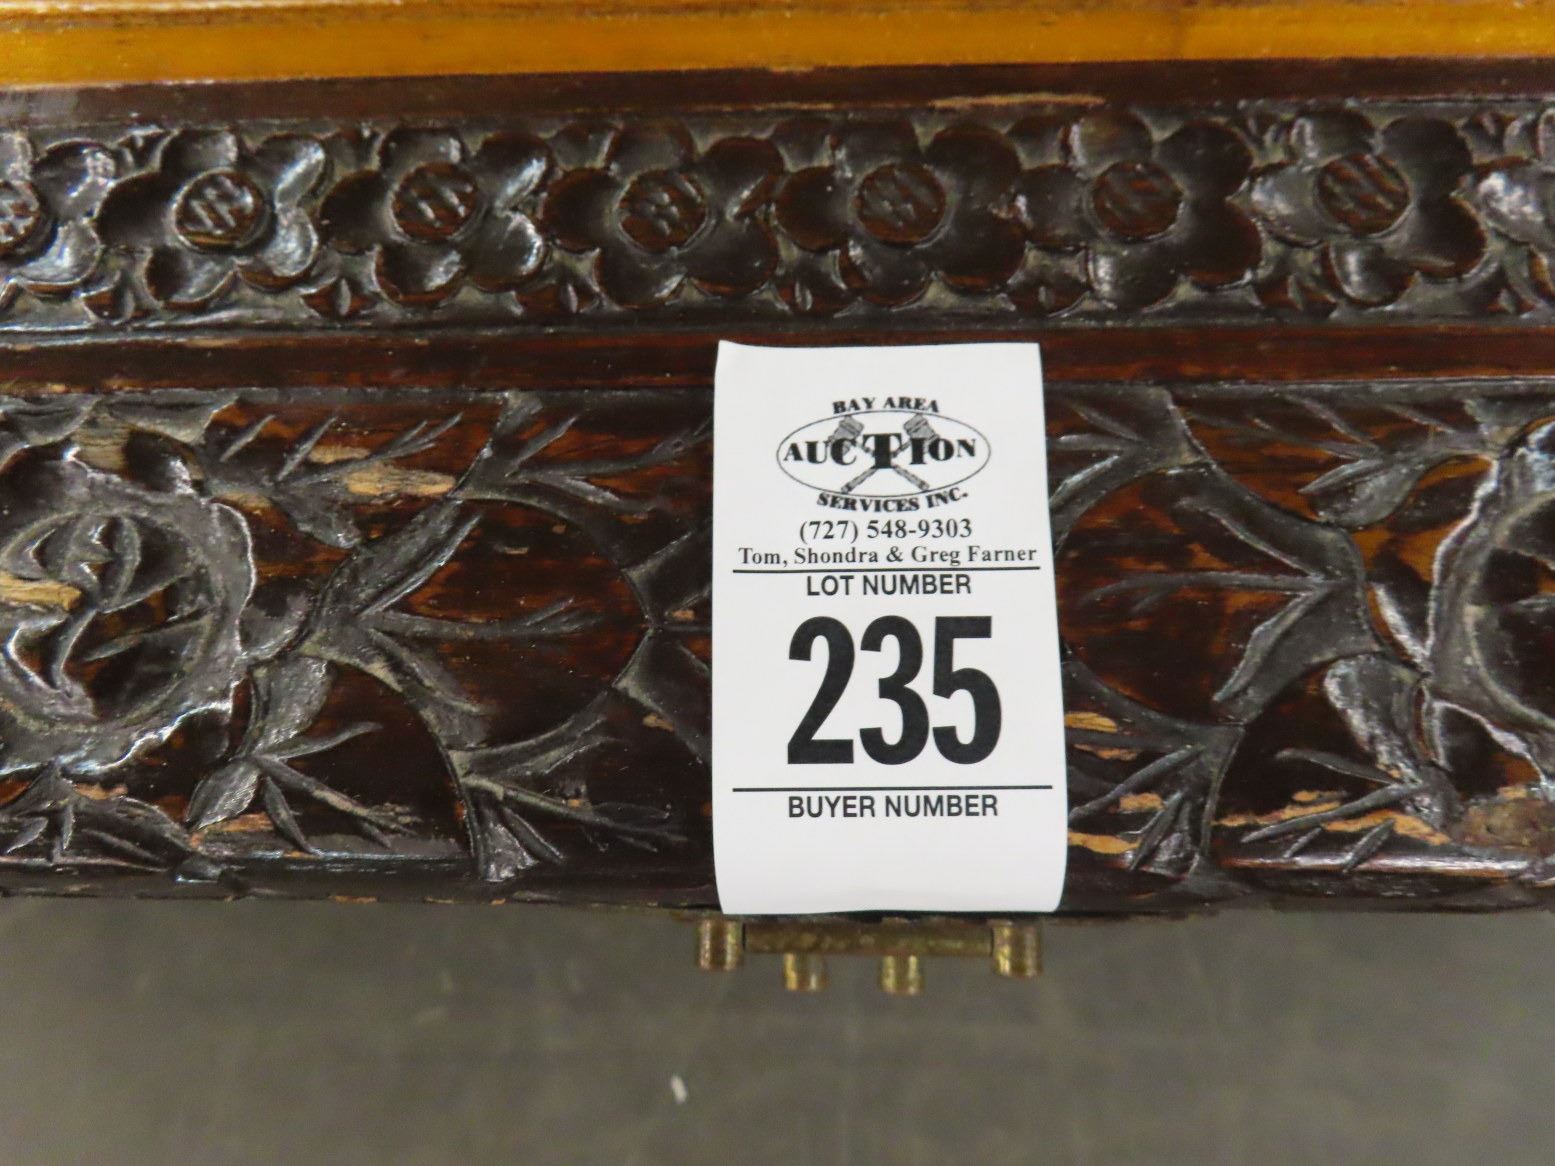 BAY AREA
AUCTION
SERVICES INC.
(727) 548-9303
Tom, Shondra & Greg Farner
LOT NUMBER
235
BUYER NUMBER